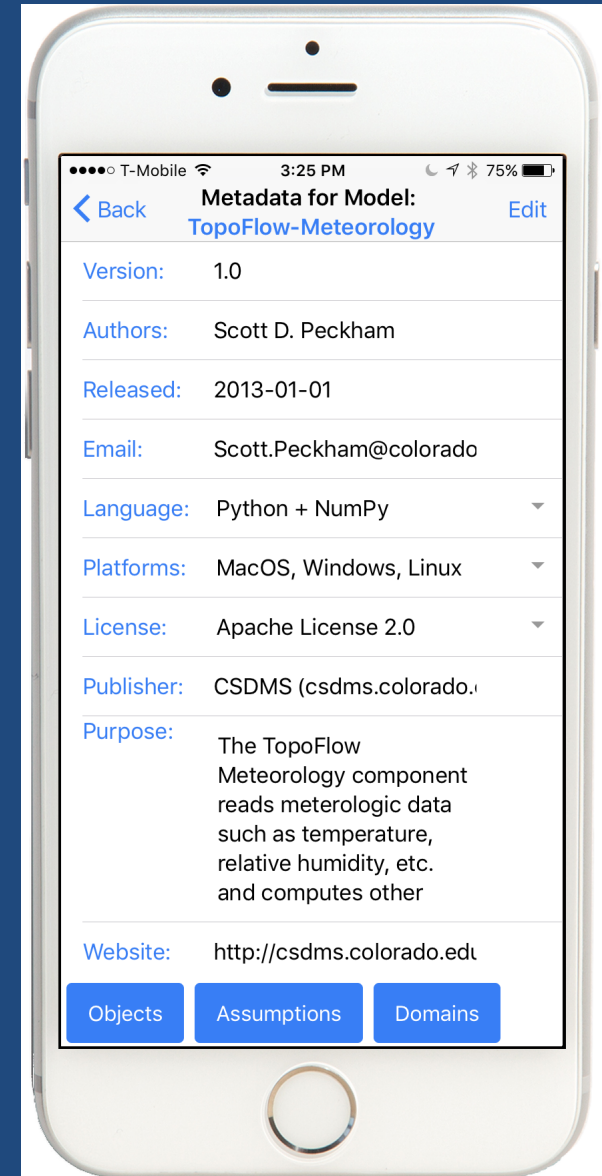 T-Mobile 3:25 PM 75%
Back Metadata for Model: Edit
TopoFlow-Meteorology
Version: 1.0
Authors: Scott D. Peckham
Released: 2013-01-01
Email: Scott.Peckham@colorado
Language: Python + NumPy
Platforms: MacOS, Windows, Linux
License: Apache License 2.0
Publisher: CSDMS (csdms.colorado.
Purpose: The TopoFlow
Meteorology component
reads meterologic data
such as temperature,
relative humidity, etc.
and computes other
Website: http://csdms.colorado.edu
Objects Assumptions Domains